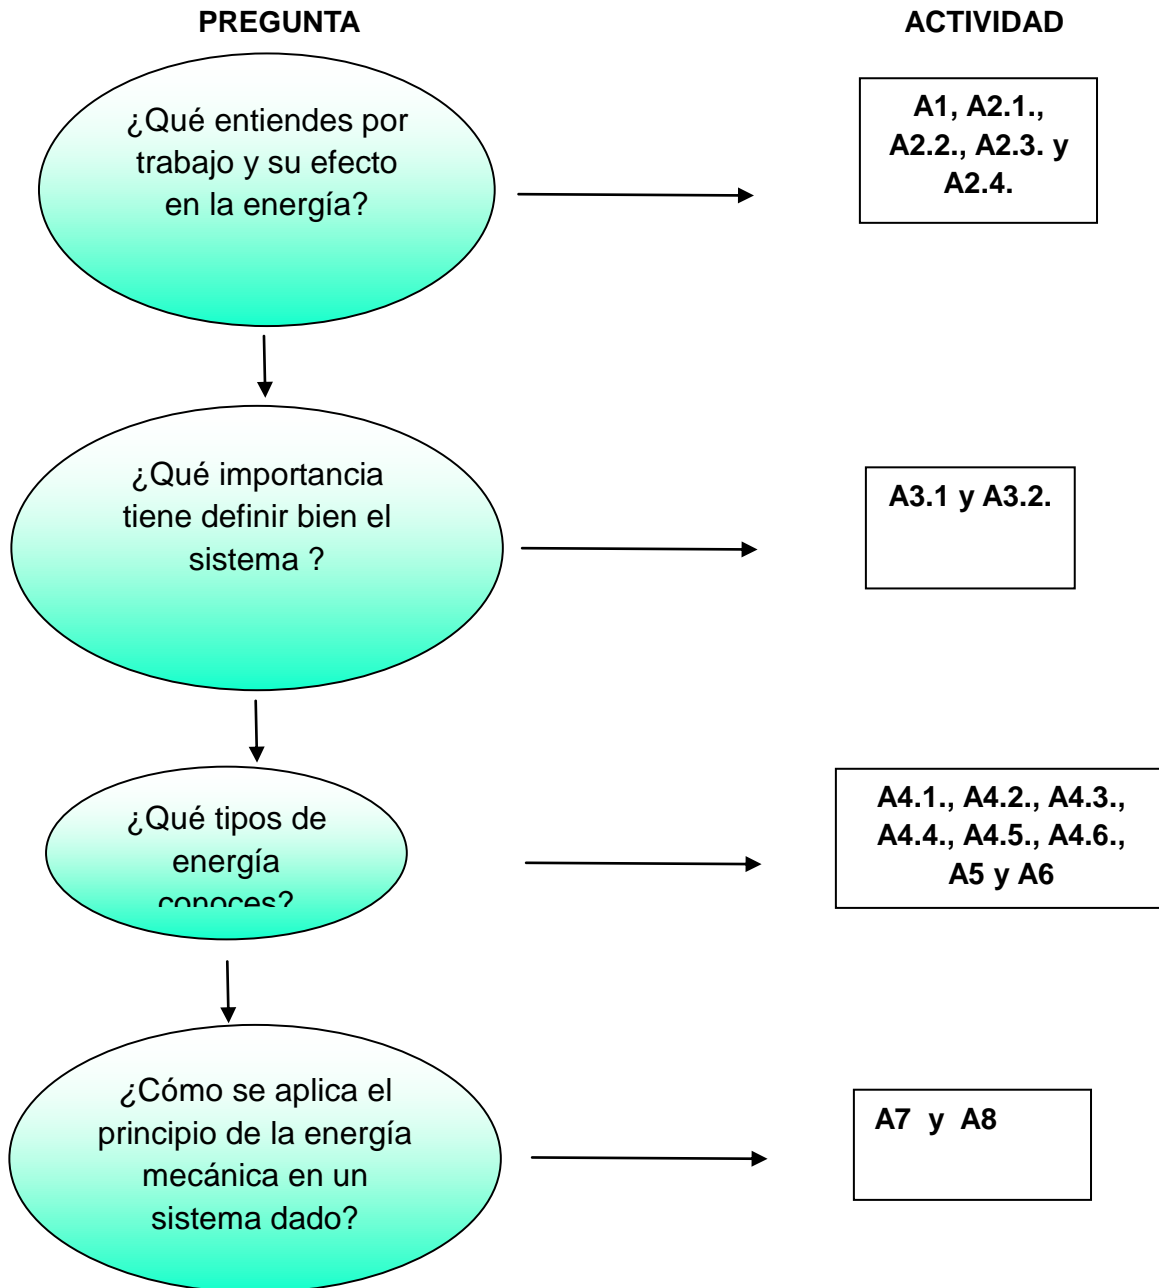 PREGUNTA
ACTIVIDAD
¿Qué entiendes por
trabajo y su efecto
en la energía?
A1, A2.1.,
A2.2., A2.3. y
A2.4.
¿Qué importancia
tiene definir bien el
sistema ?
A3.1 y A3.2.
¿Qué tipos de
energía
conoces?
A4.1., A4.2., A4.3.,
A4.4., A4.5., A4.6.,
A5 y A6
¿Cómo se aplica el
principio de la energía
mecánica en un
sistema dado?
A7 y A8